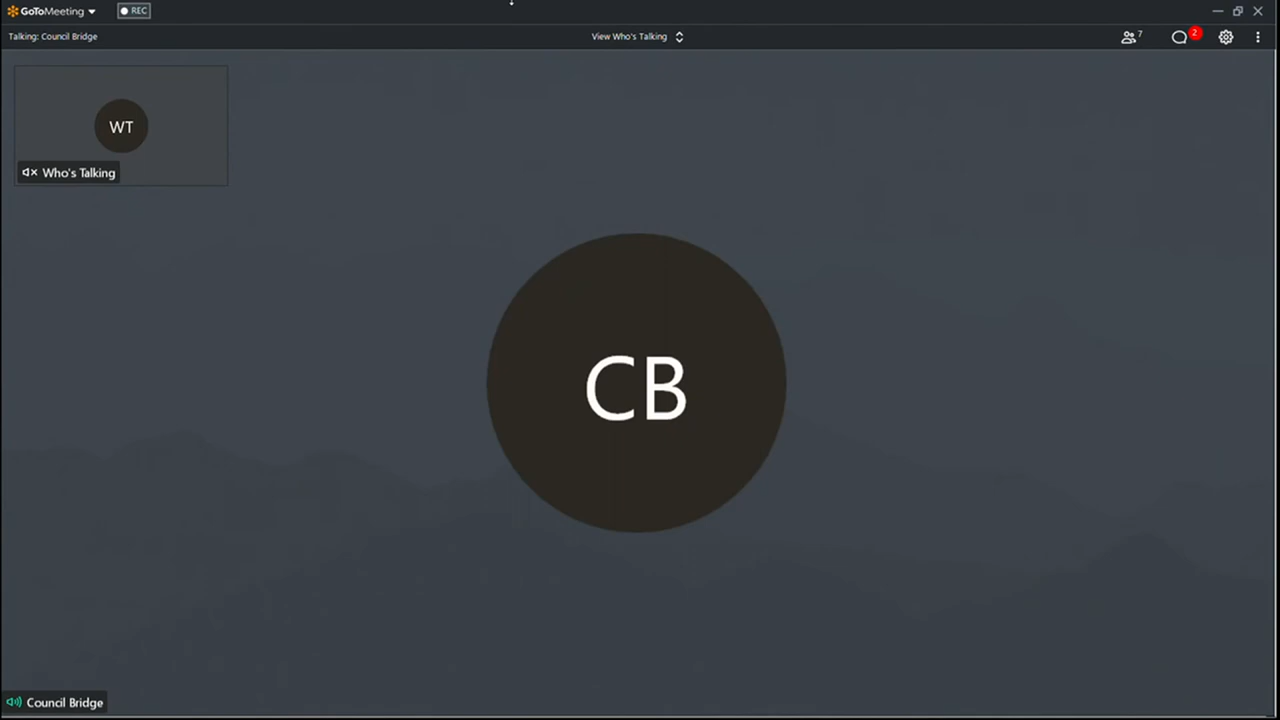 GoToMeeting
REC
Talking: Council Bridge
View Who's Talking
7
2
WT
Who's Talking
CB
Council Bridge